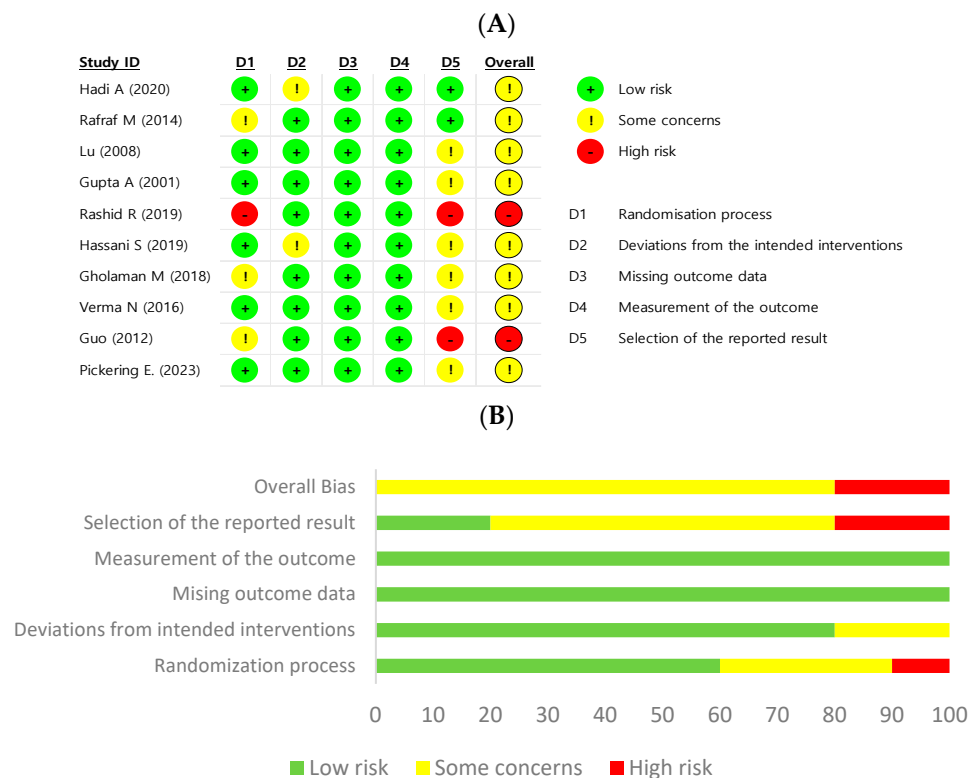 (A)
Study ID D1 D2 D3 D4 D5 Overall
Hadi A (2020) + ! + + + !
Rafraf M (2014) ! + + + + !
Lu (2008) + + + + ! !
Gupta A (2001) + + + + ! !
Rashid R (2019) - + + + - -
Hassani S (2019) + ! + + ! !
Gholaman M (2018) ! + + + ! !
Verma N (2016) + + + + ! !
Guo (2012) ! + + + - -
Pickering E. (2023) + + + + ! !
+ Low risk
! Some concerns
- High risk
D1 Randomisation process
D2 Deviations from the intended interventions
D3 Missing outcome data
D4 Measurement of the outcome
D5 Selection of the reported result
(B)
Overall Bias
Selection of the reported result
Measurement of the outcome
Mising outcome data
Deviations from intended interventions
Randomization process
0 10 20 30 40 50 60 70 80 90 100
Low risk Some concerns High risk